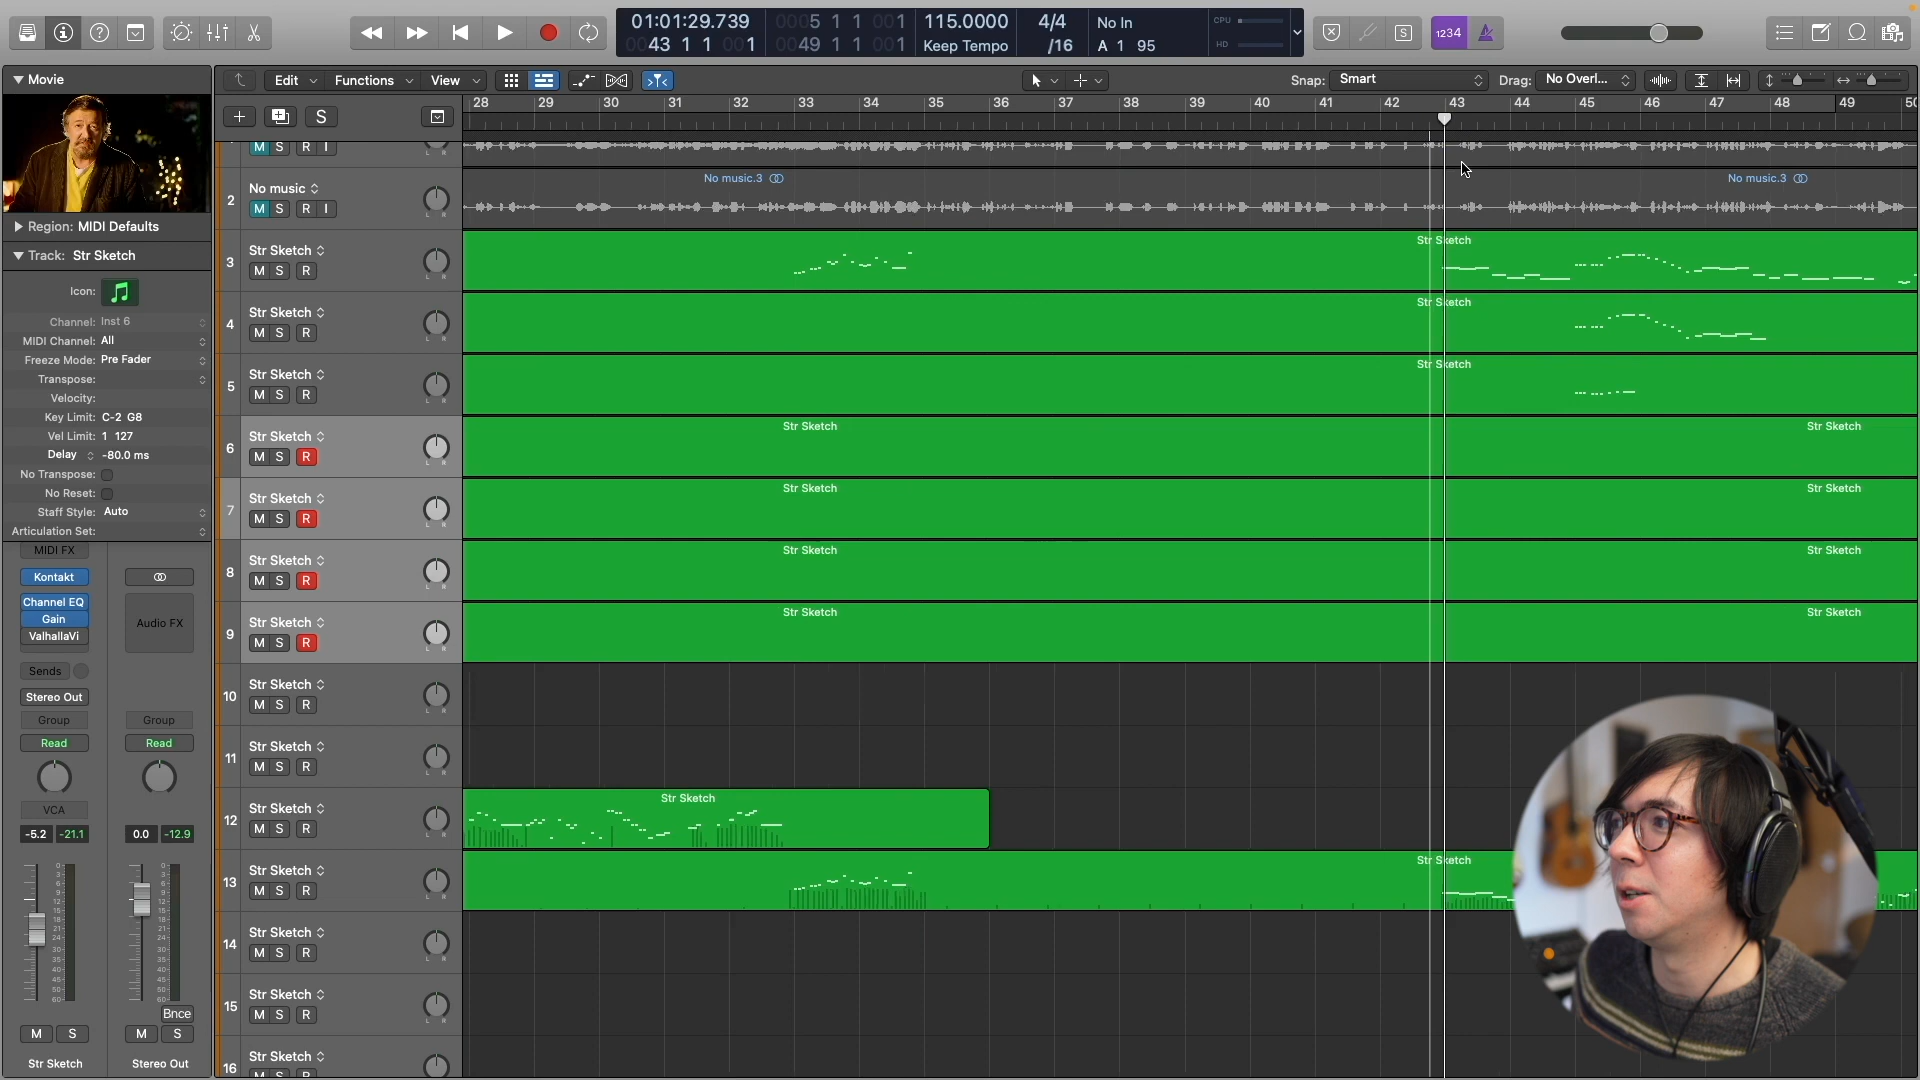 01:01:29.739
0005 1 1 001
115.0000
4/4
No In
CPU
0043 1 1 001
0049 1 1 001
Keep Tempo
/16
A 1 95
HD
1234
S
Movie
Edit
Functions
View
Snap: Smart
Drag: No Overl...
S
28 29 30 31 32 33 34 35 36 37 38 39 40 41 42 43 44 45 46 47 48 49 50
M S R I
2 No music
M S R I
No music.3
No music.3
3 Str Sketch
M S R
Str Sketch
4 Str Sketch
M S R
Str Sketch
5 Str Sketch
M S R
Str Sketch
6 Str Sketch
M S R
Str Sketch
Str Sketch
7 Str Sketch
M S R
Str Sketch
Str Sketch
8 Str Sketch
M S R
Str Sketch
Str Sketch
9 Str Sketch
M S R
Str Sketch
Str Sketch
10 Str Sketch
M S R
11 Str Sketch
M S R
12 Str Sketch
M S R
Str Sketch
13 Str Sketch
M S R
Str Sketch
14 Str Sketch
M S R
15 Str Sketch
M S R
16 Str Sketch
M S R
Region: MIDI Defaults
Track: Str Sketch
Icon:
Channel: Inst 6
MIDI Channel: All
Freeze Mode: Pre Fader
Transpose:
Velocity:
Key Limit: C-2 G8
Vel Limit: 1 127
Delay -80.0 ms
No Transpose:
No Reset:
Staff Style: Auto
Articulation Set:
MIDI FX
Kontakt
Channel EQ
Gain
ValhallaVi
Audio FX
Sends
Stereo Out
Group
Group
Read
Read
VCA
-5.2 -21.1
0.0 -12.9
Bnce
M S
M S
Str Sketch
Stereo Out